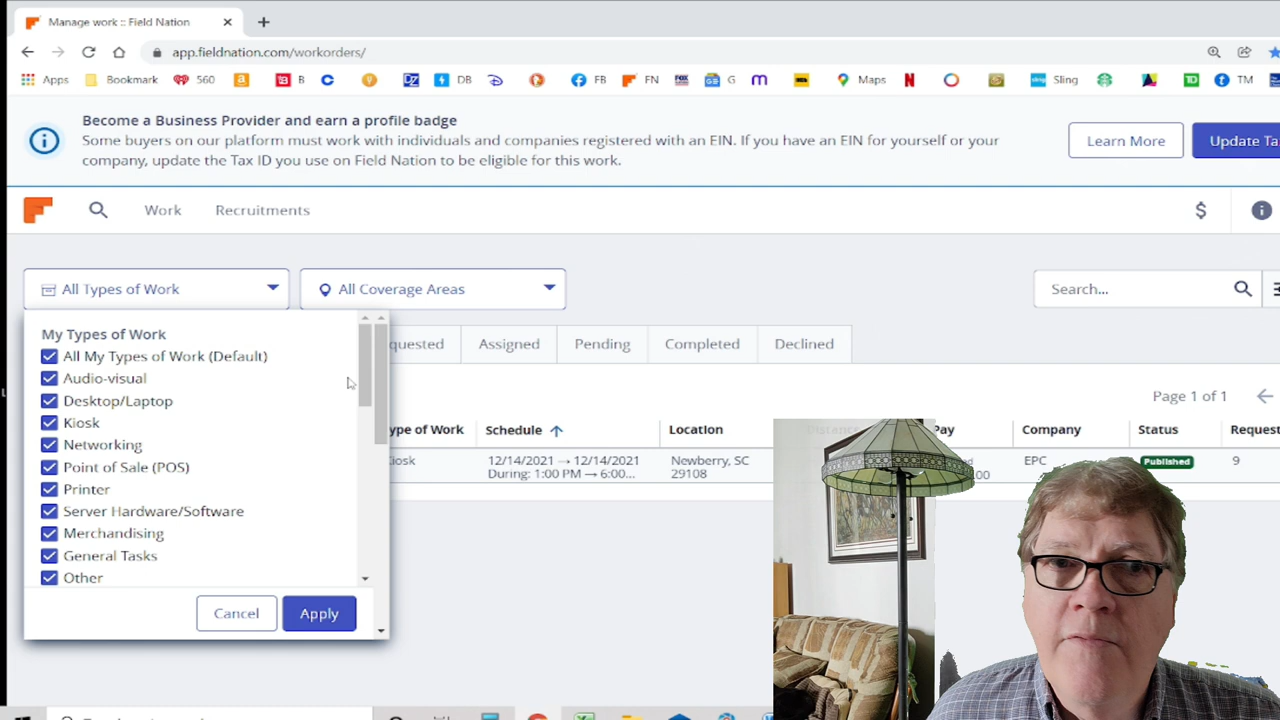 Manage work :: Field Nation
app.fieldnation.com/workorders/
Apps Bookmark 560 B DB FB FN G Maps Sling TM
Become a Business Provider and earn a profile badge
Some buyers on our platform must work with individuals and companies registered with an EIN. If you have an EIN for yourself or your
company, update the Tax ID you use on Field Nation to be eligible for this work.
Learn More
Update Ta
Work Recruitments
All Types of Work
All Coverage Areas
Search...
My Types of Work
All My Types of Work (Default)
Audio-visual
Desktop/Laptop
Kiosk
Networking
Point of Sale (POS)
Printer
Server Hardware/Software
Merchandising
General Tasks
Other
Cancel Apply
quested Assigned Pending Completed Declined
Page 1 of 1
ype of Work Schedule Location Distance Pay Company Status Request
iosk 12/14/2021 → 12/14/2021 Newberry, SC EPC Published 9
During: 1:00 PM → 6:00... 29108 00